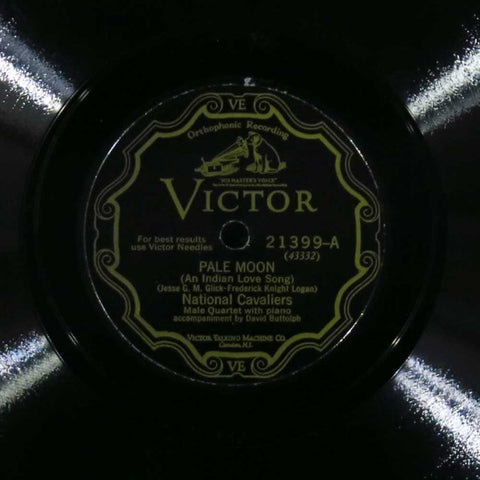 VE
Orthophonic Recording
"HIS MASTER'S VOICE"
VICTOR
For best results
use Victor Needles
21399-A
(43332)
PALE MOON
(An Indian Love Song)
(Jesse G. M. Glick-Frederick Knight Logan)
National Cavaliers
Male Quartet with piano
accompaniment by David Buttolph
VICTOR TALKING MACHINE CO.
Camden, N.J.
VE